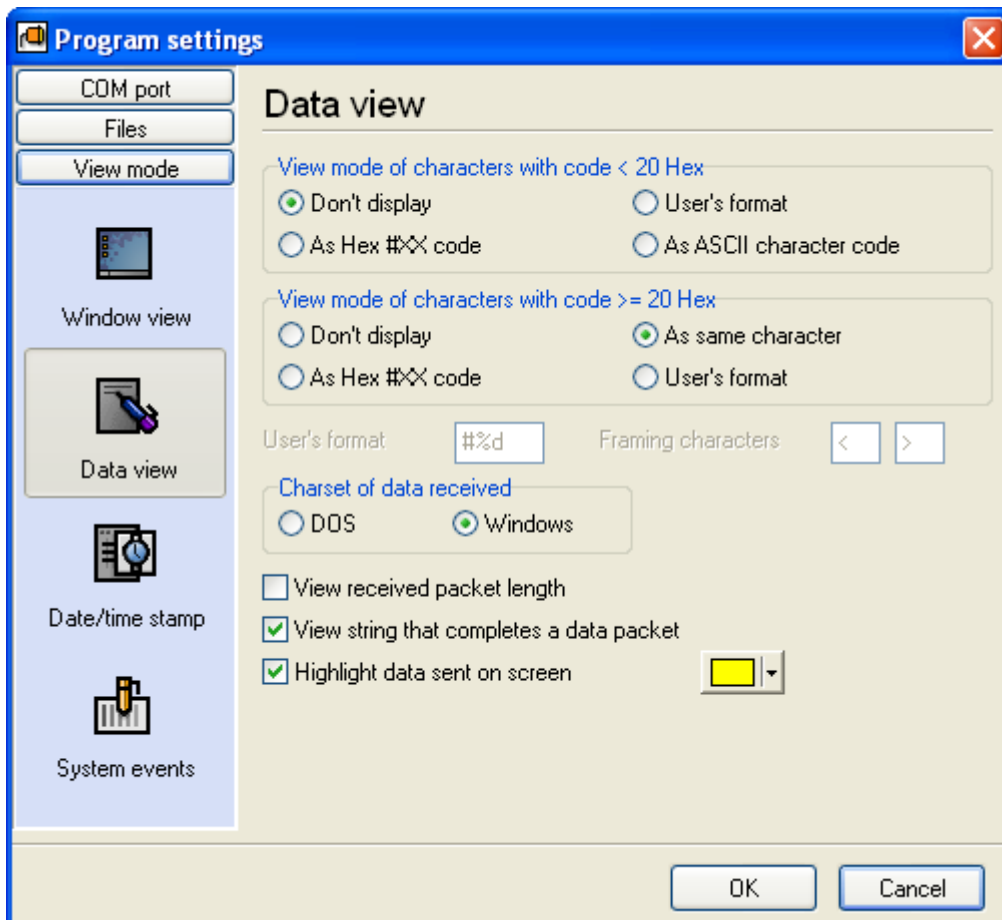 Program settings
COM port
Files
View mode
Window view
Data view
Date/time stamp
System events
Data view
View mode of characters with code < 20 Hex
Don't display
User's format
As Hex #XX code
As ASCII character code
View mode of characters with code >= 20 Hex
Don't display
As same character
As Hex #XX code
User's format
User's format #%d Framing characters < >
Charset of data received
DOS
Windows
View received packet length
View string that completes a data packet
Highlight data sent on screen
OK
Cancel